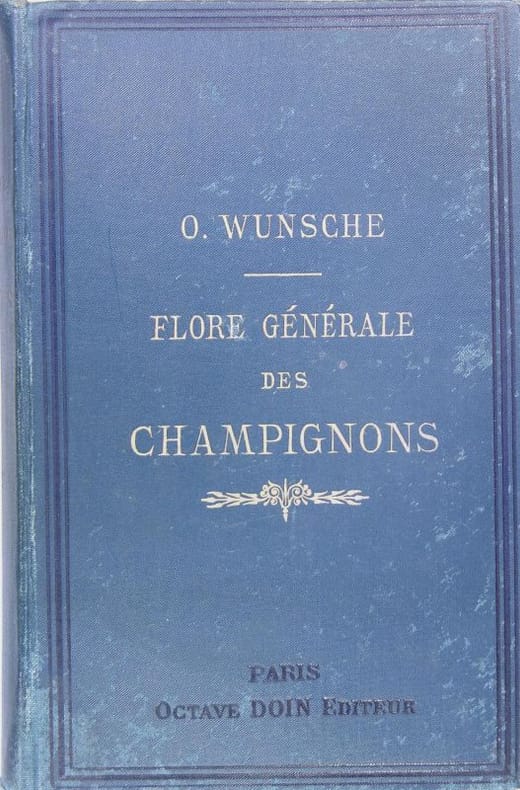 O. WUNSCHE
FLORE GÉNÉRALE
DES
CHAMPIGNONS
PARIS
OCTAVE DOIN EDITEUR